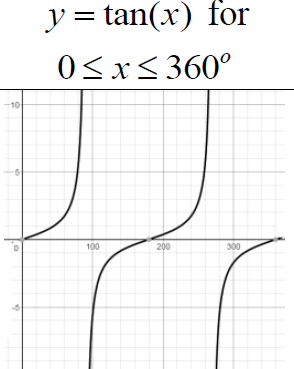 y = tan(x) for
0 ≤ x ≤ 360°
10
5
0 100 200 300
-5